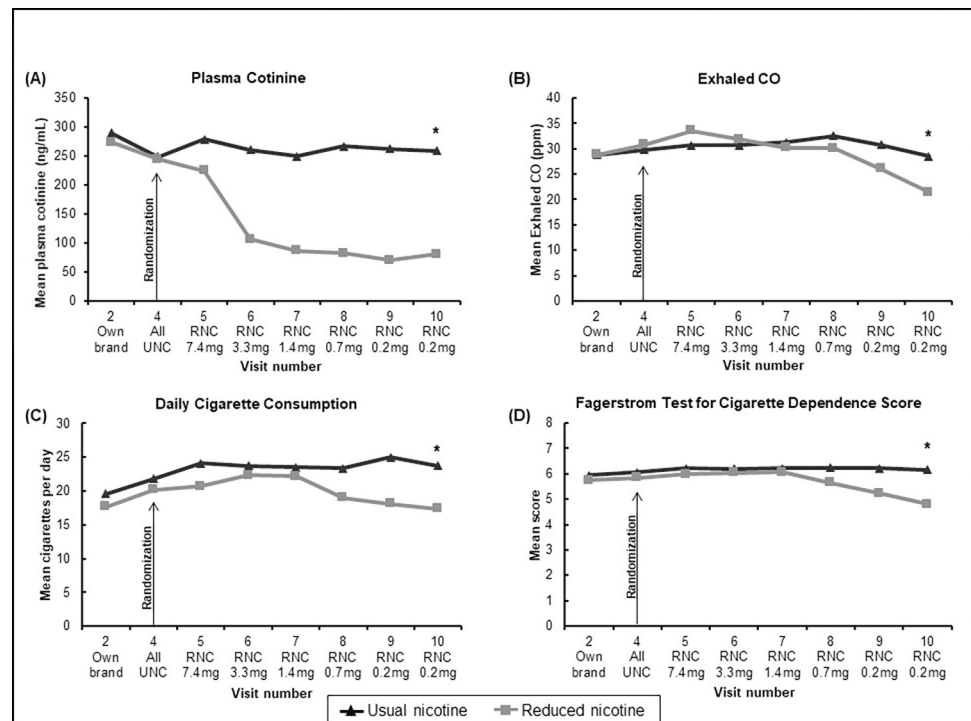 (A) Plasma Cotinine
Mean plasma cotinine (ng/mL)
350
300
250
200
150
100
50
0
*
Randomization
2 4 5 6 7 8 9 10
Own All RNC RNC RNC RNC RNC RNC
brand UNC 7.4mg 3.3mg 1.4mg 0.7mg 0.2mg 0.2mg
Visit number
(B) Exhaled CO
Mean Exhaled CO (ppm)
40
35
30
25
20
15
10
5
0
*
Randomization
2 4 5 6 7 8 9 10
Own All RNC RNC RNC RNC RNC RNC
brand UNC 7.4mg 3.3mg 1.4mg 0.7mg 0.2mg 0.2mg
Visit number
(C) Daily Cigarette Consumption
Mean cigarettes per day
30
25
20
15
10
5
0
*
Randomization
2 4 5 6 7 8 9 10
Own All RNC RNC RNC RNC RNC RNC
brand UNC 7.4mg 3.3mg 1.4mg 0.7mg 0.2mg 0.2mg
Visit number
(D) Fagerstrom Test for Cigarette Dependence Score
Mean score
8
7
6
5
4
3
2
1
0
*
Randomization
2 4 5 6 7 8 9 10
Own All RNC RNC RNC RNC RNC RNC
brand UNC 7.4mg 3.3mg 1.4mg 0.7mg 0.2mg 0.2mg
Visit number
Usual nicotine Reduced nicotine